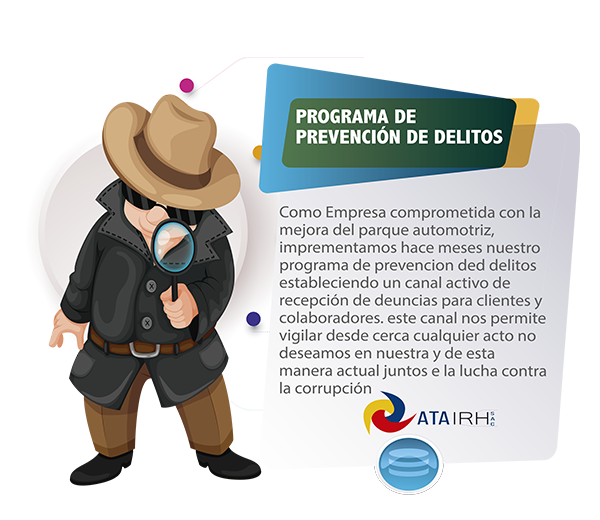 PROGRAMA DE
PREVENCIÓN DE DELITOS
Como Empresa comprometida con la
mejora del parque automotriz,
imprementamos hace meses nuestro
programa de prevencion ded delitos
estableciendo un canal activo de
recepción de deuncias para clientes y
colaboradores. este canal nos permite
vigilar desde cerca cualquier acto no
deseamos en nuestra y de esta
manera actual juntos e la lucha contra
la corrupción
ATA IRH SAC